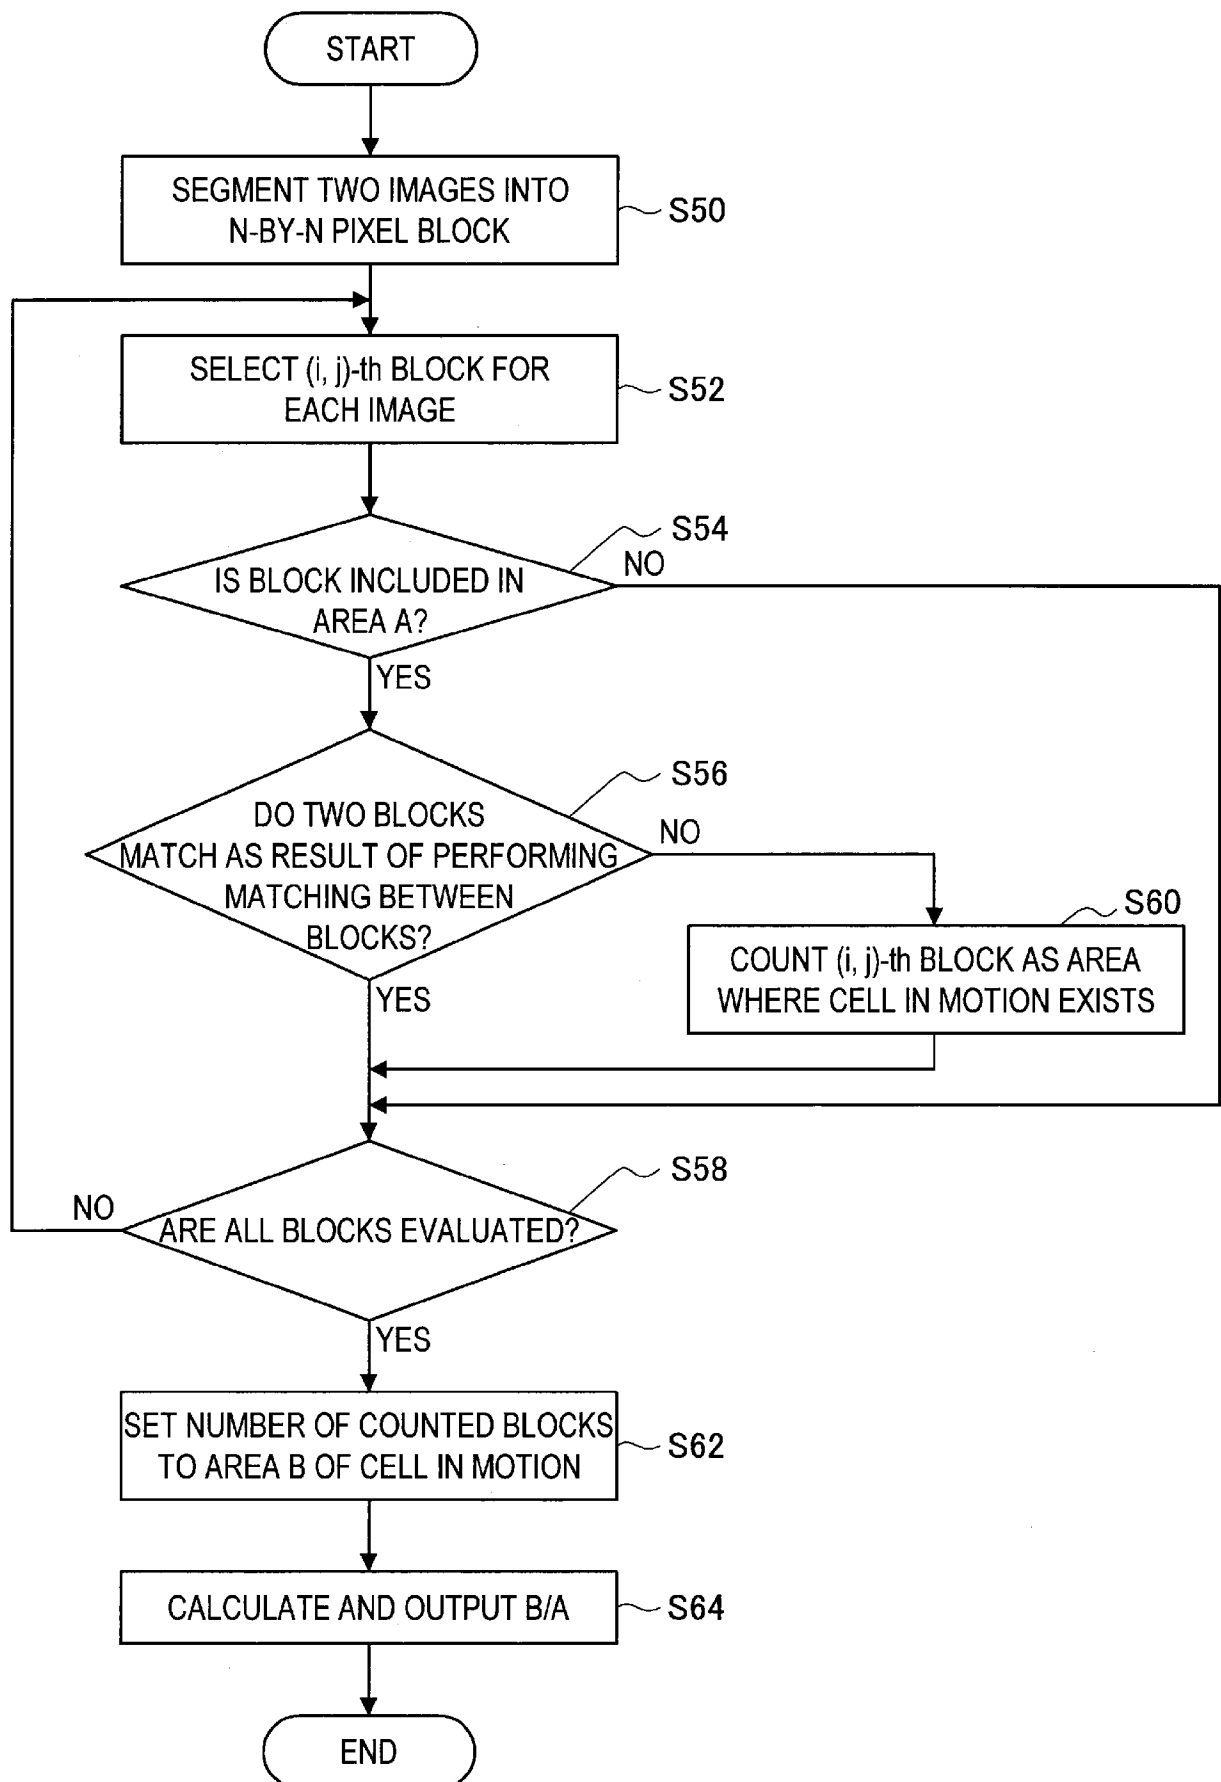 START
SEGMENT TWO IMAGES INTO
N-BY-N PIXEL BLOCK
S50
SELECT (i, j)-th BLOCK FOR
EACH IMAGE
S52
S54
IS BLOCK INCLUDED IN
AREA A?
NO
YES
S56
DO TWO BLOCKS
MATCH AS RESULT OF PERFORMING
MATCHING BETWEEN
BLOCKS?
NO
YES
S60
COUNT (i, j)-th BLOCK AS AREA
WHERE CELL IN MOTION EXISTS
S58
NO
ARE ALL BLOCKS EVALUATED?
YES
SET NUMBER OF COUNTED BLOCKS
TO AREA B OF CELL IN MOTION
S62
CALCULATE AND OUTPUT B/A
S64
END